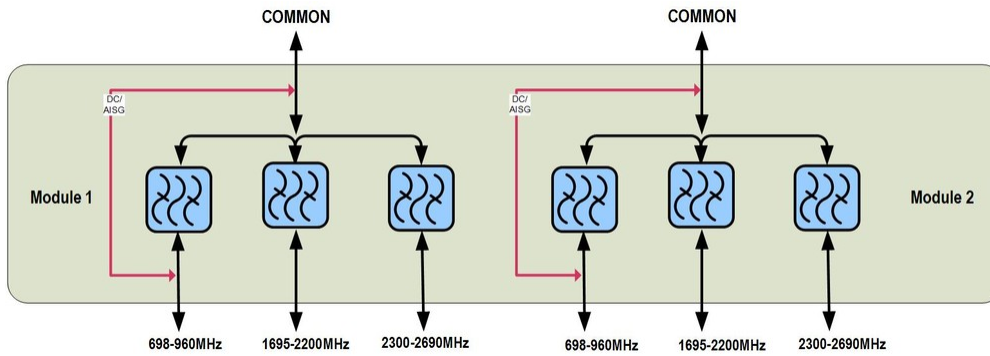 COMMON
COMMON
DC/
AISG
DC/
AISG
Module 1
Module 2
698-960MHz
1695-2200MHz
2300-2690MHz
698-960MHz
1695-2200MHz
2300-2690MHz